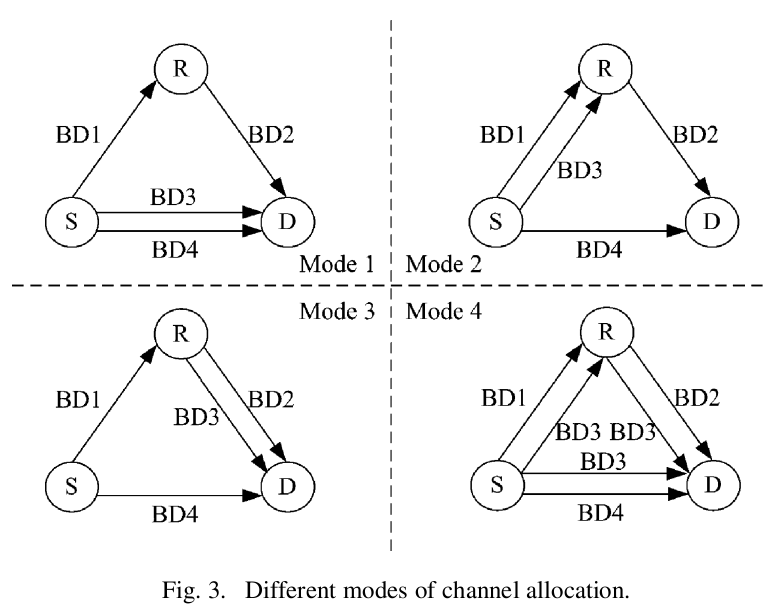 R
BD1
BD2
BD3
S
D
BD4
Mode 1
R
BD1
BD2
BD3
S
D
BD4
Mode 2
Mode 3
R
BD1
BD2
BD3
S
D
BD4
Mode 4
R
BD1
BD2
BD3 BD3
BD3
S
D
BD4
Fig. 3. Different modes of channel allocation.